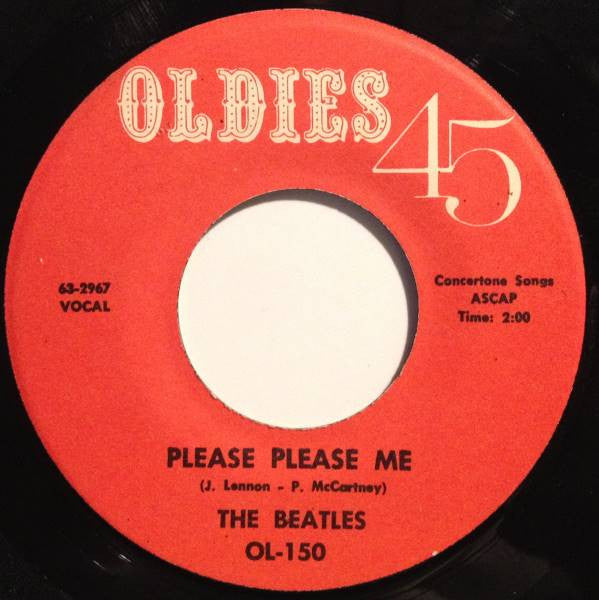 OLDIES
45
63-2967
VOCAL
Concertone Songs
ASCAP
Time: 2:00
PLEASE PLEASE ME
(J. Lennon - P. McCartney)
THE BEATLES
OL-150